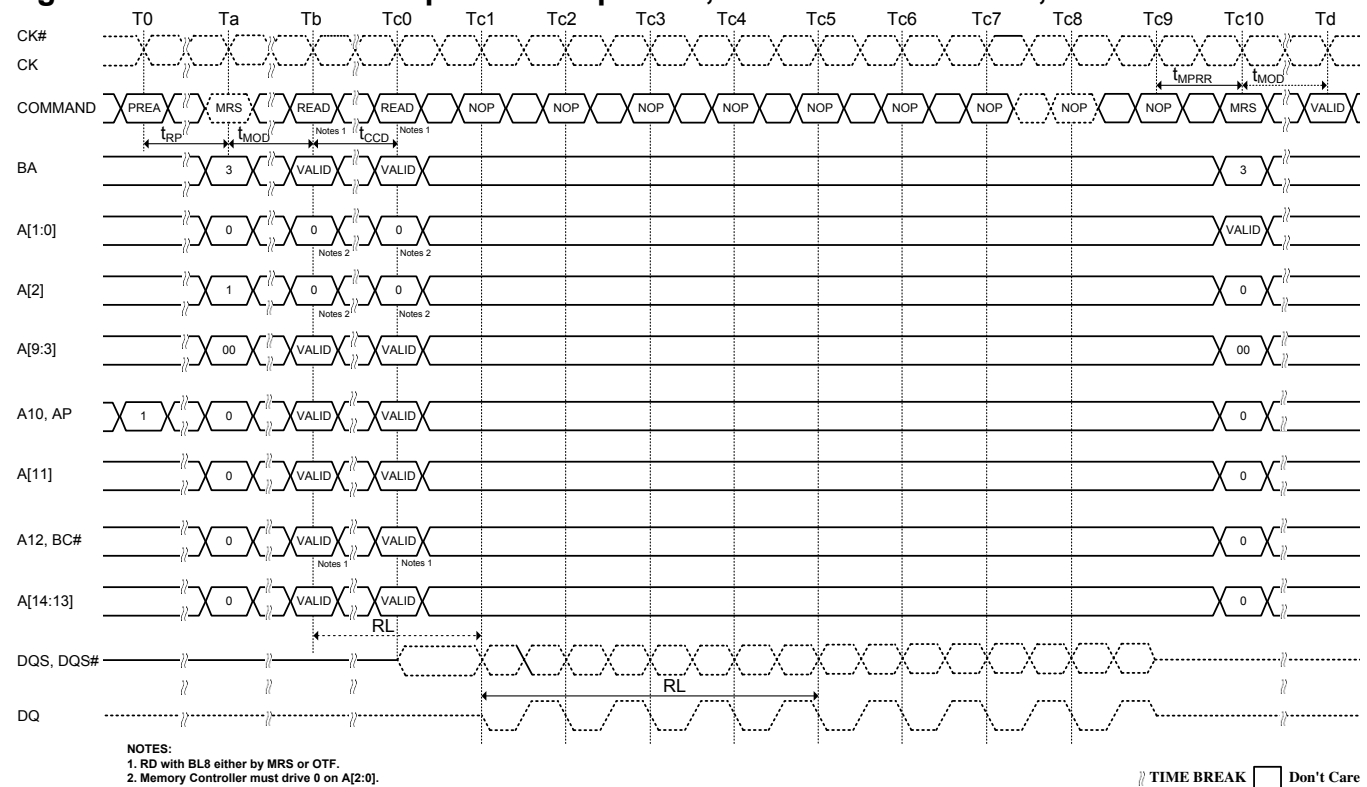 T0 Ta Tb Tc0 Tc1 Tc2 Tc3 Tc4 Tc5 Tc6 Tc7 Tc8 Tc9 Tc10 Td
CK#
CK
tMPRR tMOD
COMMAND PREA MRS READ READ NOP NOP NOP NOP NOP NOP NOP NOP NOP MRS VALID
Notes 1 Notes 1
tRP tMOD tCCD
BA 3 VALID VALID 3
A[1:0] 0 0 0 VALID
Notes 2 Notes 2
A[2] 1 0 0 0
Notes 2 Notes 2
A[9:3] 00 VALID VALID 00
A10, AP 1 0 VALID VALID 0
A[11] 0 VALID VALID 0
A12, BC# 0 VALID VALID 0
Notes 1 Notes 1
A[14:13] 0 VALID VALID 0
RL
DQS, DQS#
RL
DQ
NOTES:
1. RD with BL8 either by MRS or OTF.
2. Memory Controller must drive 0 on A[2:0].
TIME BREAK Don't Care